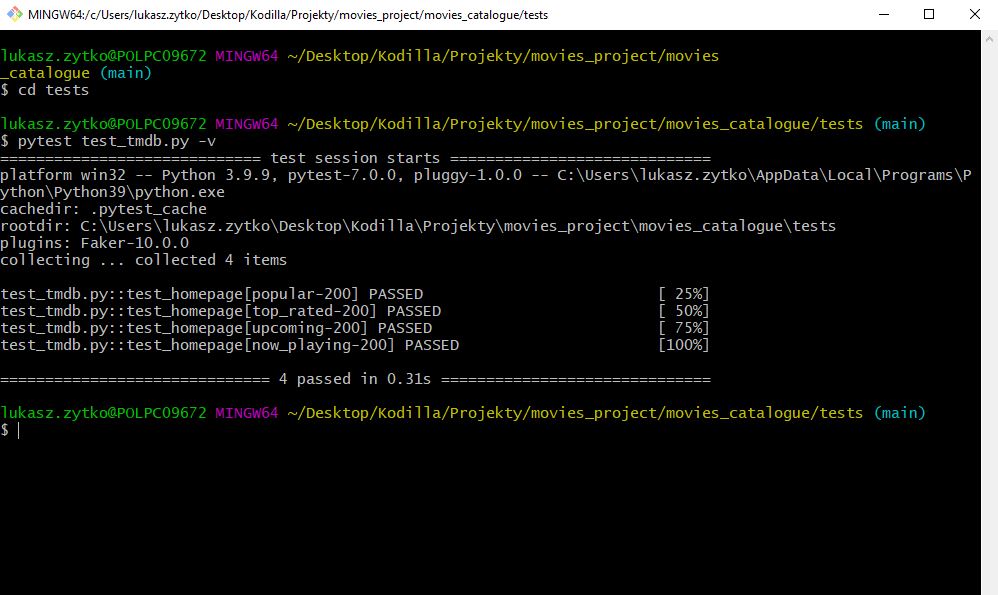 MINGW64:/c/Users/lukasz.zytko/Desktop/Kodilla/Projekty/movies_project/movies_catalogue/tests
lukasz.zytko@POLPC09672 MINGW64 ~/Desktop/Kodilla/Projekty/movies_project/movies
_catalogue (main)
$ cd tests
lukasz.zytko@POLPC09672 MINGW64 ~/Desktop/Kodilla/Projekty/movies_project/movies_catalogue/tests (main)
$ pytest test_tmdb.py -v
============================= test session starts =============================
platform win32 -- Python 3.9.9, pytest-7.0.0, pluggy-1.0.0 -- C:\Users\lukasz.zytko\AppData\Local\Programs\P
ython\Python39\python.exe
cachedir: .pytest_cache
rootdir: C:\Users\lukasz.zytko\Desktop\Kodilla\Projekty\movies_project\movies_catalogue\tests
plugins: Faker-10.0.0
collecting ... collected 4 items
test_tmdb.py::test_homepage[popular-200] PASSED                          [ 25%]
test_tmdb.py::test_homepage[top_rated-200] PASSED                        [ 50%]
test_tmdb.py::test_homepage[upcoming-200] PASSED                         [ 75%]
test_tmdb.py::test_homepage[now_playing-200] PASSED                      [100%]
============================== 4 passed in 0.31s ==============================
lukasz.zytko@POLPC09672 MINGW64 ~/Desktop/Kodilla/Projekty/movies_project/movies_catalogue/tests (main)
$